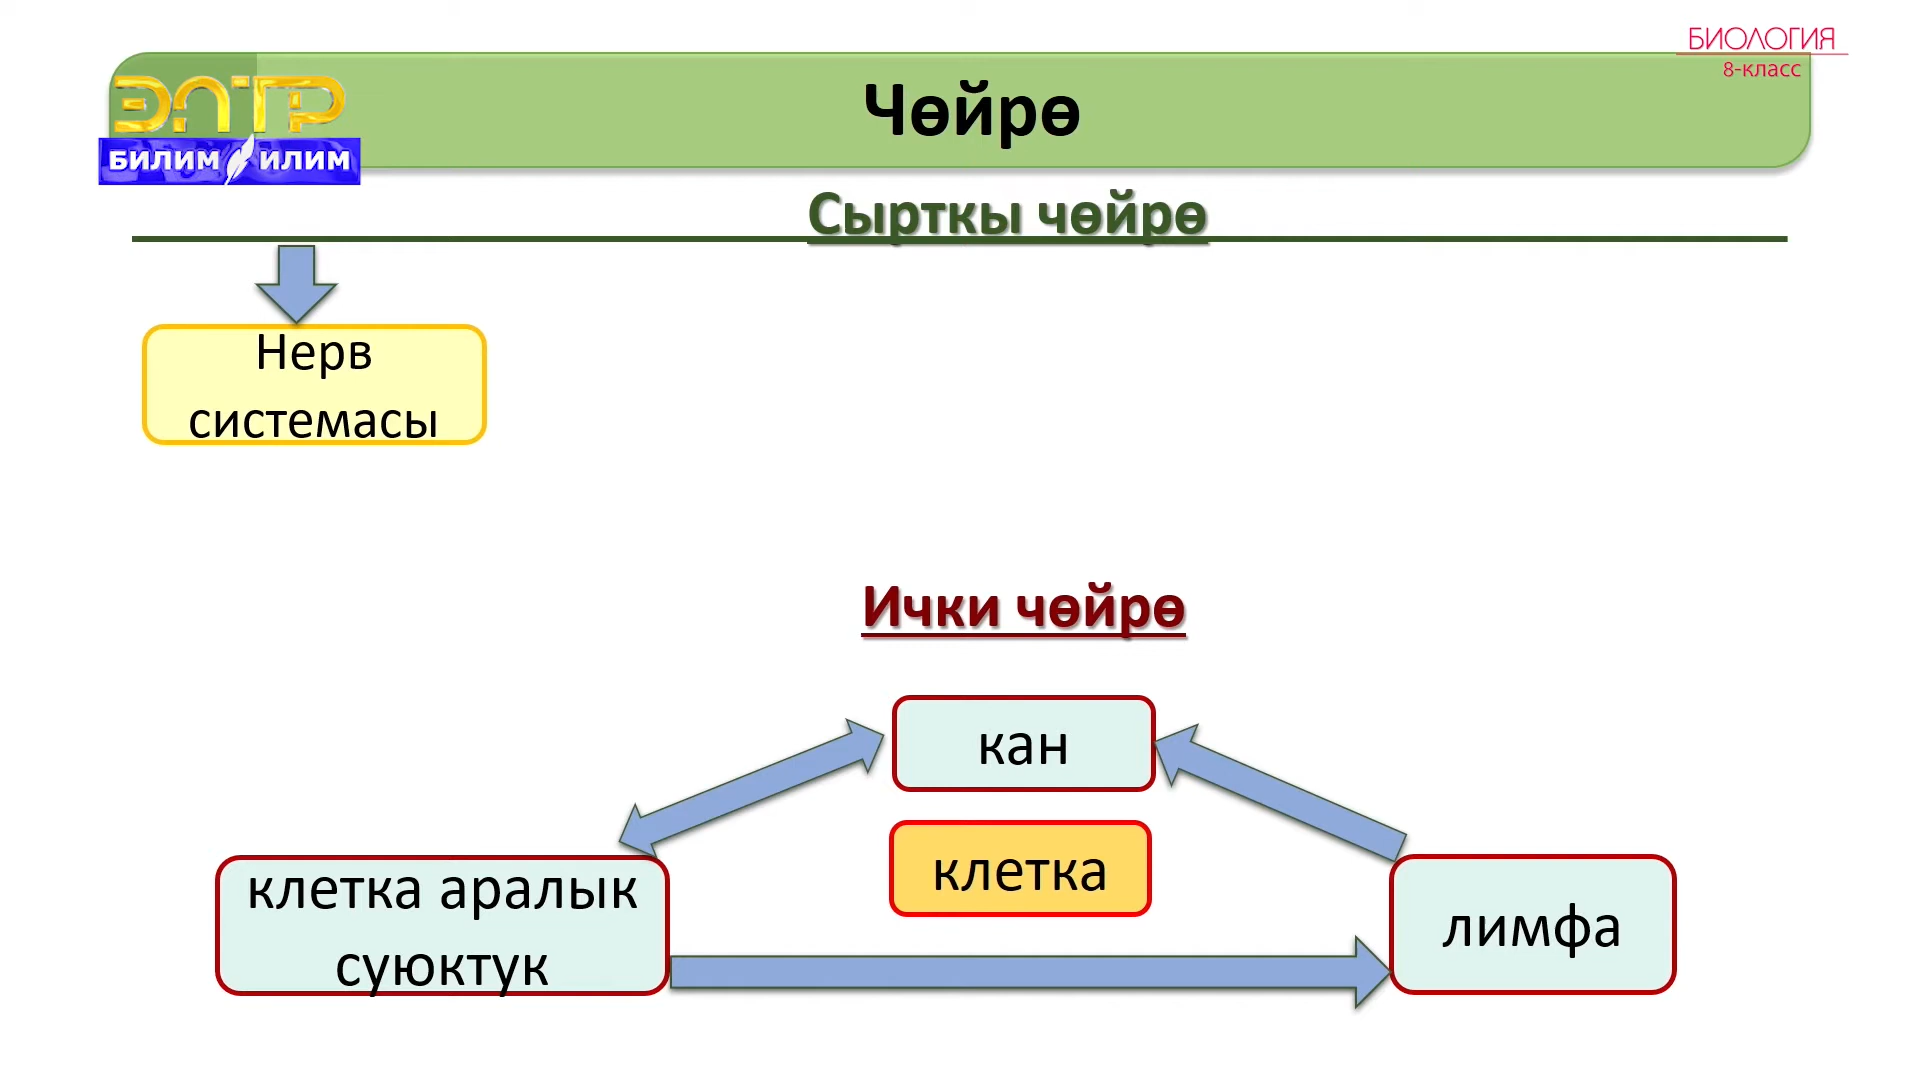 БИОЛОГИЯ
8-класс
ЭЛТР
БИЛИМ ИЛИМ
Чөйрө
Сырткы чөйрө
Нерв
системасы
Ички чөйрө
кан
клетка
клетка аралык
суюктук
лимфа